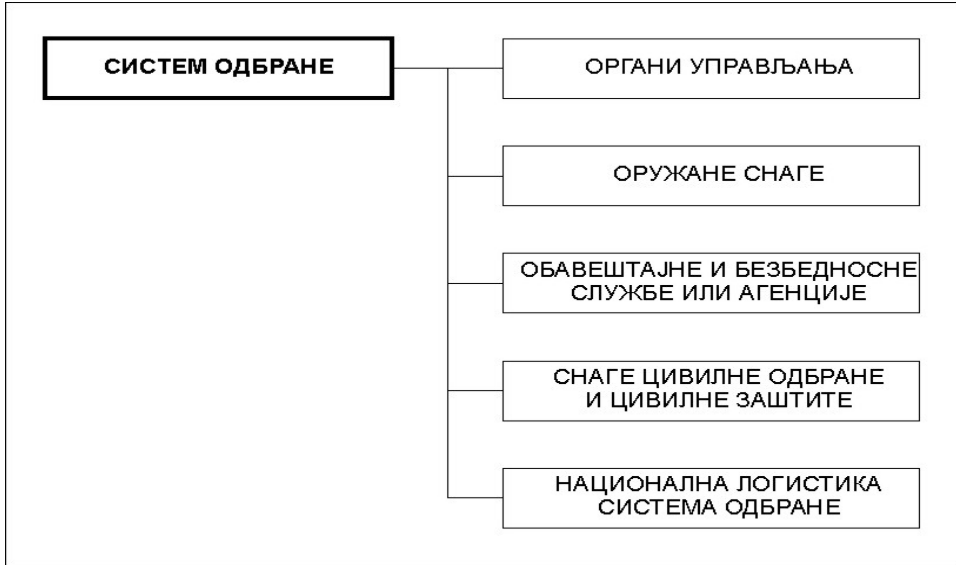 СИСТЕМ ОДБРАНЕ
ОРГАНИ УПРАВЉАЊА
ОРУЖАНЕ СНАГЕ
ОБАВЕШТАЈНЕ И БЕЗБЕДНОСНЕ
СЛУЖБЕ ИЛИ АГЕНЦИЈЕ
СНАГЕ ЦИВИЛНЕ ОДБРАНЕ
И ЦИВИЛНЕ ЗАШТИТЕ
НАЦИОНАЛНА ЛОГИСТИКА
СИСТЕМА ОДБРАНЕ